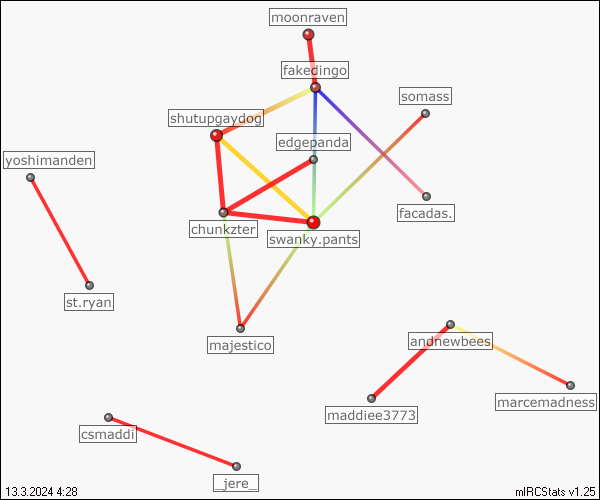 moonraven
fakedingo
somass
shutupgaydog
edgepanda
yoshimanden
facadas.
chunkzter
swanky.pants
st.ryan
andnewbees
majestico
marcemadness
maddiee3773
csmaddi
_jere_
13.3.2024 4:28
mIRCStats v1.25